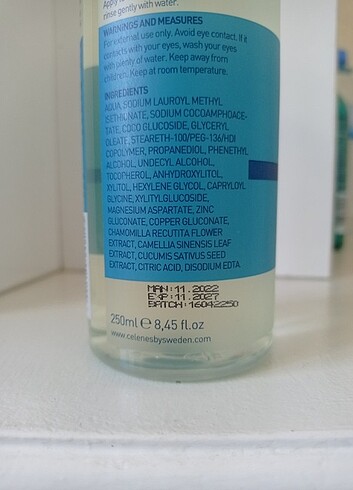 rinse gently with water.
WARNINGS AND MEASURES
For external use only. Avoid eye contact. If it
contacts with your eyes, wash your eyes
with plenty of water. Keep away from
children. Keep at room temperature.
INGREDIENTS
AQUA, SODIUM LAUROYL METHYL
ISETHIONATE, SODIUM COCOAMPHOACE-
TATE, COCO GLUCOSIDE, GLYCERYL
OLEATE, STEARETH-100/PEG-136/HDI
COPOLYMER, PROPANEDIOL, PHENETHYL
ALCOHOL, UNDECYL ALCOHOL,
TOCOPHEROL, ANHYDROXYLITOL,
XYLITOL, HEXYLENE GLYCOL, CAPRYLOYL
GLYCINE, XYLITYLGLUCOSIDE,
MAGNESIUM ASPARTATE, ZINC
GLUCONATE, COPPER GLUCONATE,
CHAMOMILLA RECUTITA FLOWER
EXTRACT, CAMELLIA SINENSIS LEAF
EXTRACT, CUCUMIS SATIVUS SEED
EXTRACT, CITRIC ACID, DISODIUM EDTA.
MAN:11.2022
EXP:11.2027
BATCH:16042250
250ml e 8,45 fl.oz
www.celenesbysweden.com